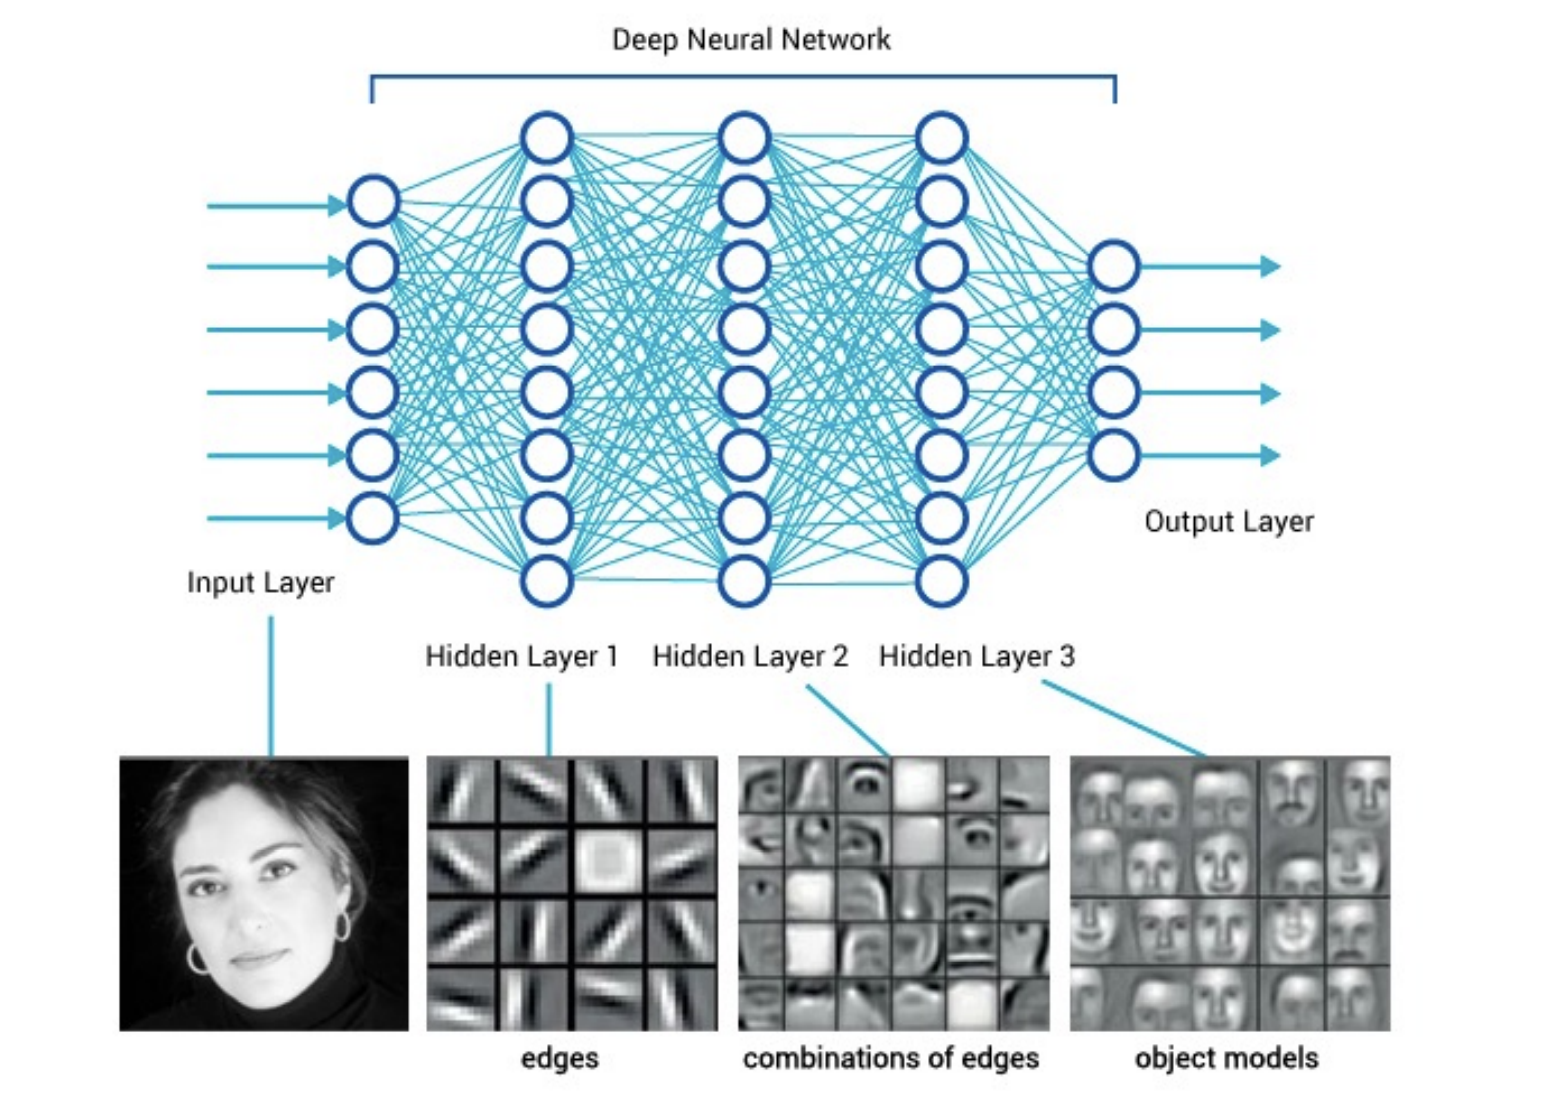 Deep Neural Network
Output Layer
Input Layer
Hidden Layer 1
Hidden Layer 2
Hidden Layer 3
edges
combinations of edges
object models